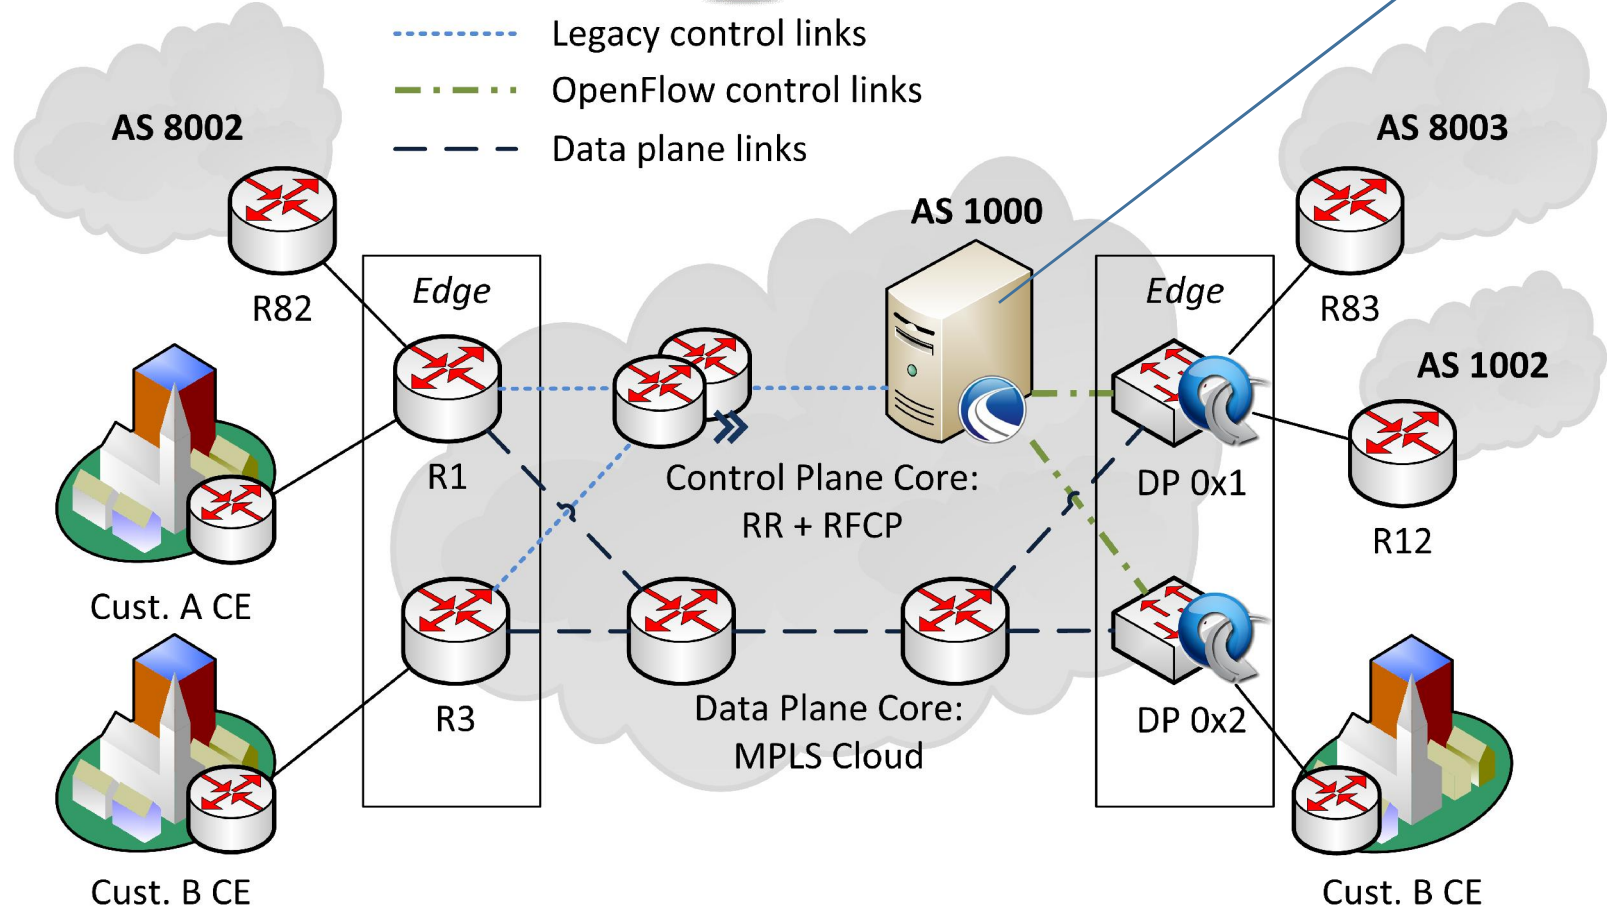 Legacy control links
OpenFlow control links
Data plane links
AS 8002
R82
AS 8003
R83
AS 1000
AS 1002
R12
Edge
Edge
R1
R3
DP 0x1
DP 0x2
Control Plane Core:
RR + RFCP
Data Plane Core:
MPLS Cloud
Cust. A CE
Cust. B CE
Cust. B CE